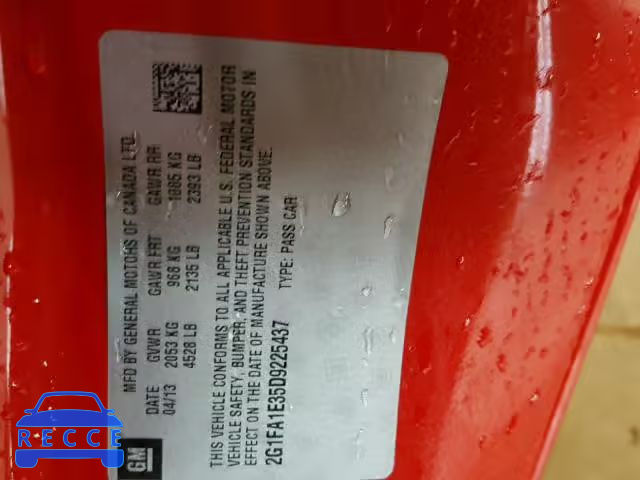 MFD BY GENERAL MOTORS OF CANADA LTD.
DATE GVWR GAWR FRT GAWR RR
04/13 2053 KG 968 KG 1085 KG
4528 LB 2135 LB 2393 LB
THIS VEHICLE CONFORMS TO ALL APPLICABLE U.S. FEDERAL MOTOR
VEHICLE SAFETY, BUMPER, AND THEFT PREVENTION STANDARDS IN
EFFECT ON THE DATE OF MANUFACTURE SHOWN ABOVE.
2G1FA1E35D9225437 TYPE: PASS CAR
GM
RECCE